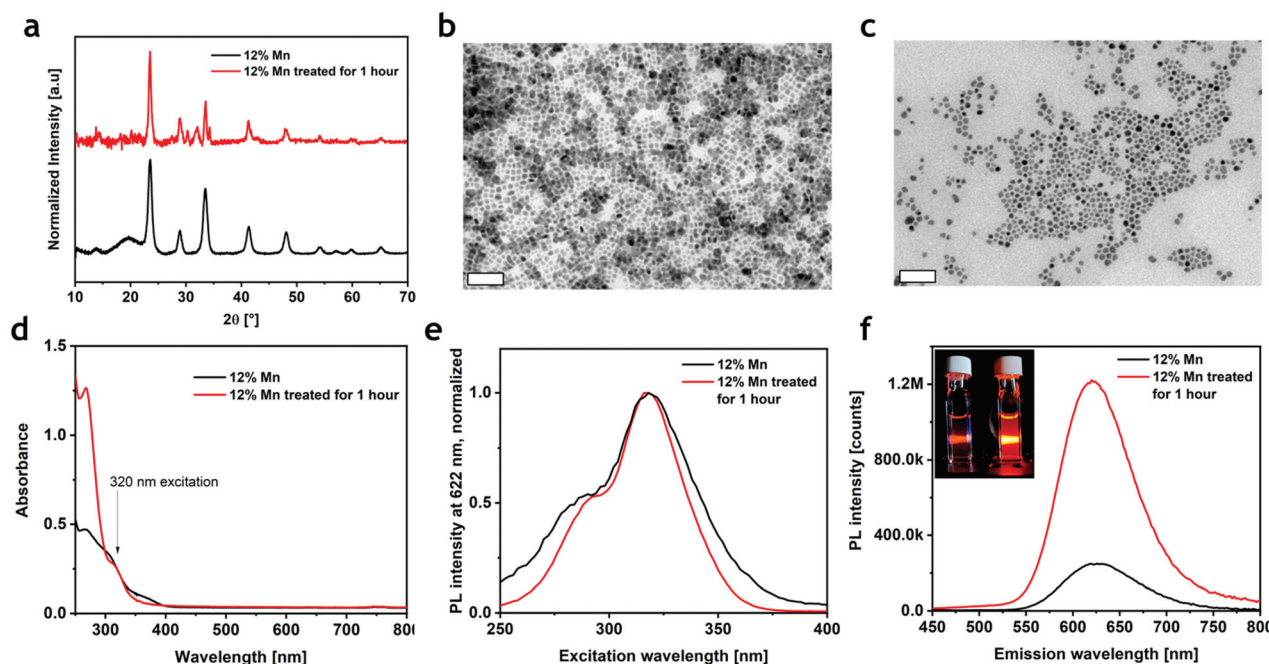 a
12% Mn
12% Mn treated for 1 hour
Normalized Intensity [a.u]
10 20 30 40 50 60 70
2θ [°]
b
c
d
12% Mn
12% Mn treated for 1 hour
320 nm excitation
Absorbance
1.5
1.0
0.5
0.0
300 400 500 600 700 800
Wavelength [nm]
e
12% Mn
12% Mn treated
for 1 hour
PL intensity at 622 nm, normalized
1.0
0.5
0.0
250 300 350 400
Excitation wavelength [nm]
f
12% Mn
12% Mn treated
for 1 hour
PL intensity [counts]
1.2M
800.0k
400.0k
0.0
450 500 550 600 650 700 750 800
Emission wavelength [nm]